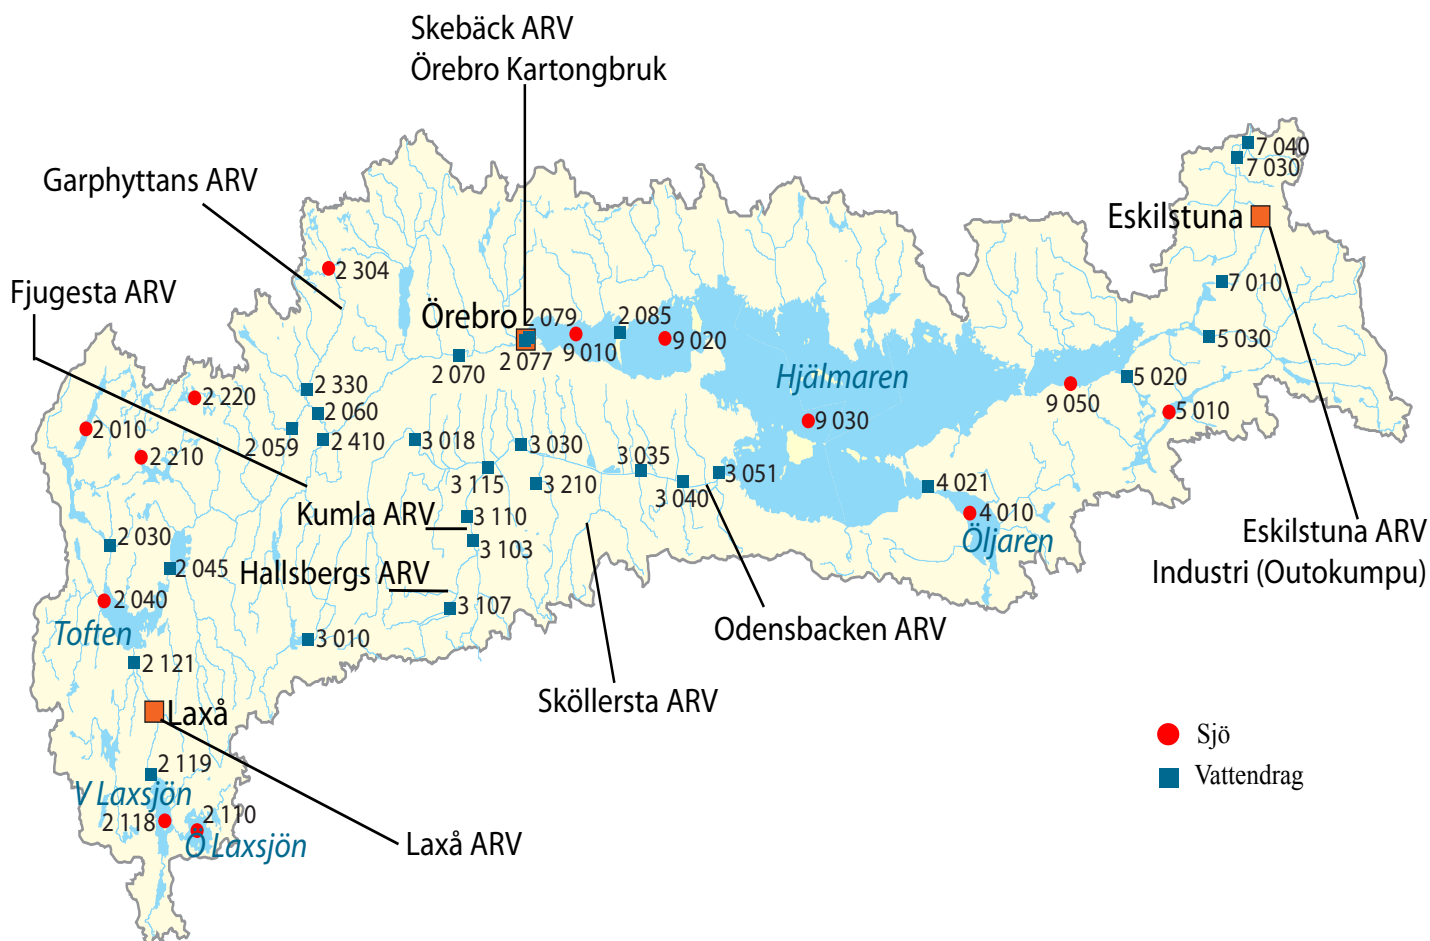 Skebäck ARV
Örebro Kartongbruk
Garphyttans ARV
Fjugesta ARV
7 040
7 030
Eskilstuna
2 304
7 010
Örebro
2 079
2 085
9 010
9 020
2 077
2 070
5 030
Hjälmaren
5 020
9 050
5 010
2 330
2 220
2 060
2 059
2 010
2 410
3 018
3 030
9 030
2 210
3 115
3 035
3 051
3 040
3 210
4 021
4 010
Öljaren
Kumla ARV
3 110
3 103
Eskilstuna ARV
Industri (Outokumpu)
2 030
2 045
Hallsbergs ARV
2 040
3 107
Toften
3 010
Odensbacken ARV
2 121
Sköllersta ARV
Laxå
Sjö
Vattendrag
2 119
V Laxsjön
2 118
2 110
Ö Laxsjön
Laxå ARV